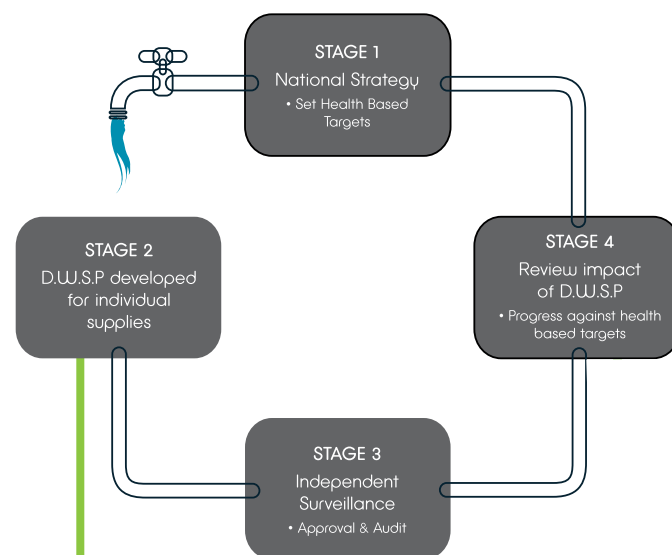 STAGE 1
National Strategy
• Set Health Based
Targets
STAGE 2
D.W.S.P developed
for individual
supplies
STAGE 4
Review impact
of D.W.S.P
• Progress against health
based targets
STAGE 3
Independent
Surveillance
• Approval & Audit